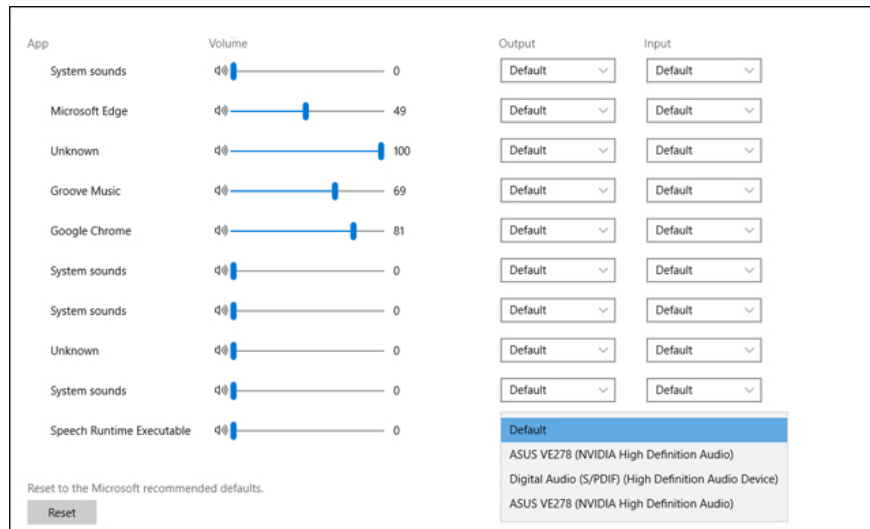 App Volume Output Input
System sounds 0 Default Default
Microsoft Edge 49 Default Default
Unknown 100 Default Default
Groove Music 69 Default Default
Google Chrome 81 Default Default
System sounds 0 Default Default
System sounds 0 Default Default
Unknown 0 Default Default
System sounds 0 Default Default
Speech Runtime Executable 0 Default
ASUS VE278 (NVIDIA High Definition Audio)
Digital Audio (S/PDIF) (High Definition Audio Device)
Reset to the Microsoft recommended defaults.
ASUS VE278 (NVIDIA High Definition Audio)
Reset